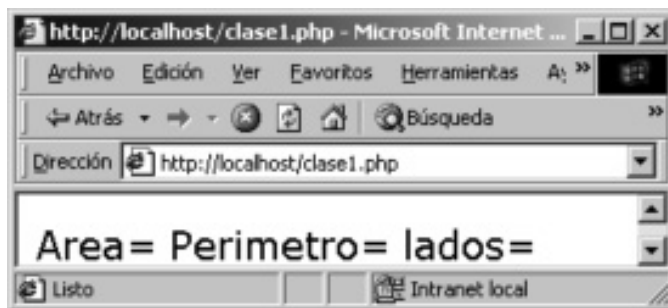 http://localhost/clase1.php - Microsoft Internet ...
Archivo Edición Ver Favoritos Herramientas Ay »
Atrás Búsqueda »
Dirección http://localhost/clase1.php
Area= Perimetro= lados=
Listo Intranet local